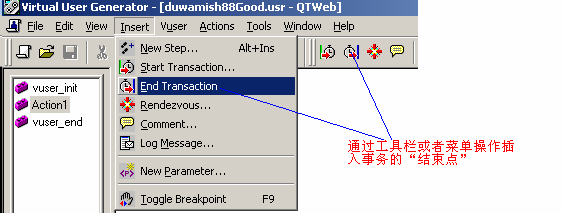 Virtual User Generator - [duwamish88Good.usr - QTWeb]
File Edit View Insert Vuser Actions Tools Window Help
New Step... Alt+Ins
Start Transaction...
End Transaction
Rendezvous...
Comment...
Log Message...
New Parameter...
Toggle Breakpoint F9
vuser_init
Action1
vuser_end
通过工具栏或者菜单操作插
入事务的“结束点”